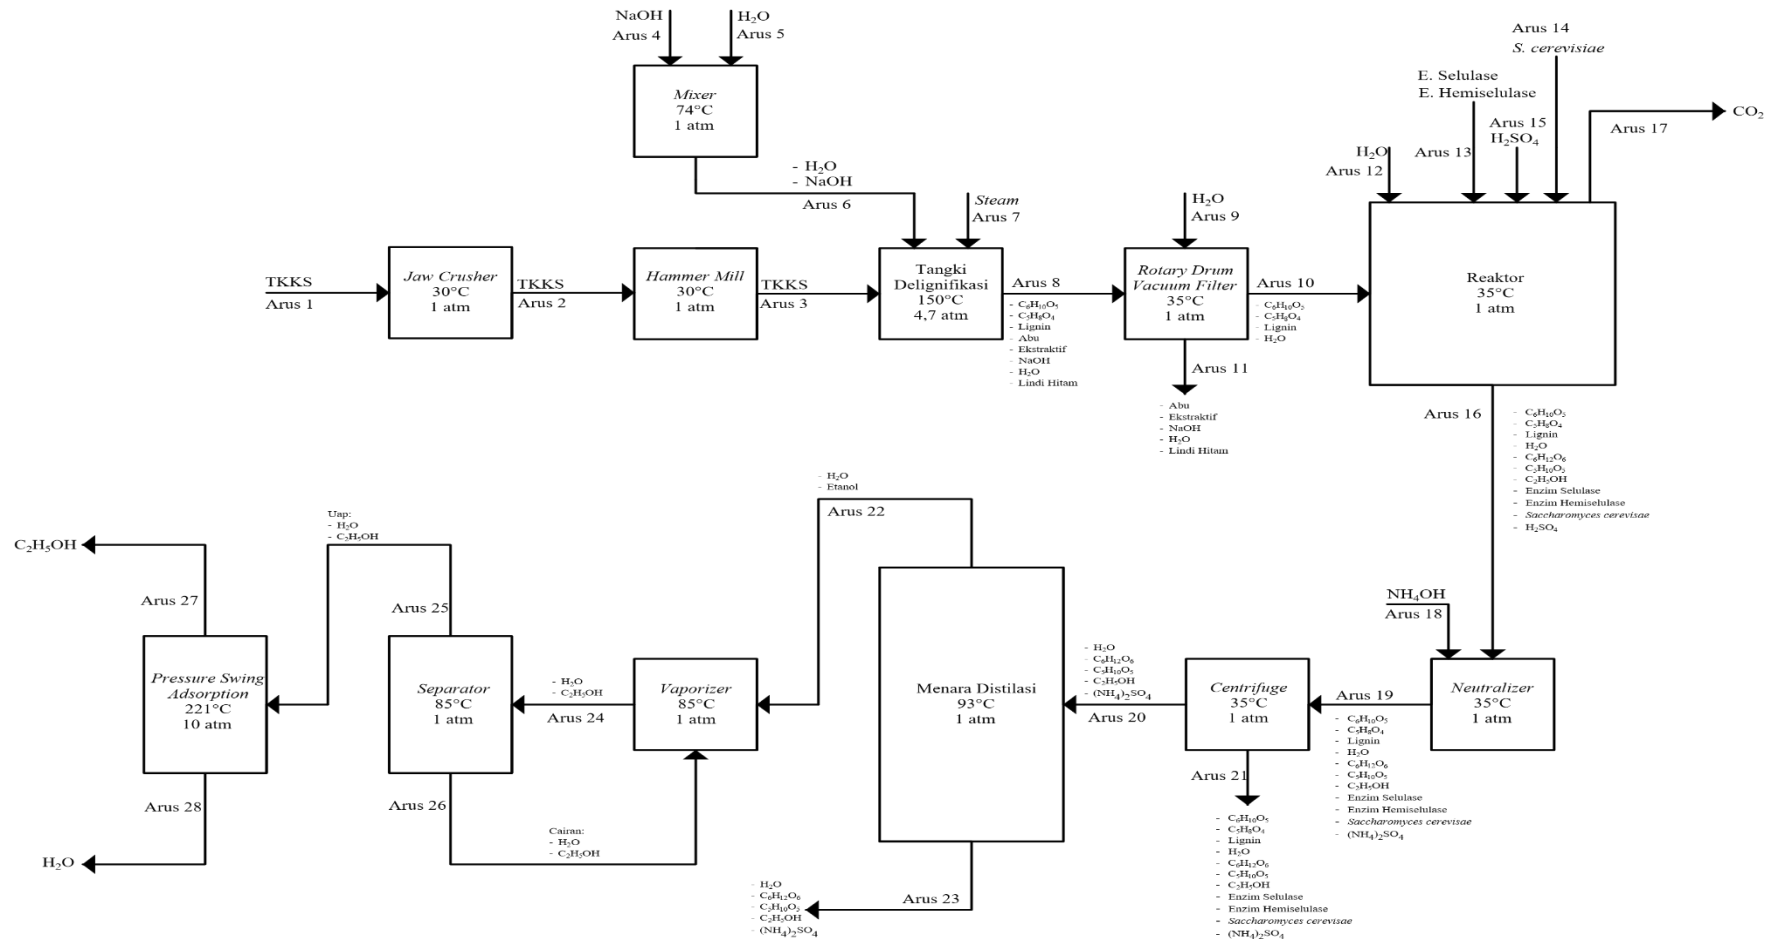 NaOH
Arus 4
H₂O
Arus 5
Mixer
74°C
1 atm
- H₂O
- NaOH
Arus 6
Steam
Arus 7
H₂O
Arus 9
H₂O
Arus 12
E. Selulase
E. Hemiselulase
Arus 13
Arus 15
H₂SO₄
Arus 14
S. cerevisiae
Arus 17
CO₂
TKKS
Arus 1
Jaw Crusher
30°C
1 atm
TKKS
Arus 2
Hammer Mill
30°C
1 atm
TKKS
Arus 3
Tangki
Delignifikasi
150°C
4,7 atm
Arus 8
- C₆H₁₀O₅
- C₅H₈O₄
- Lignin
- Abu
- Ekstraktif
- NaOH
- H₂O
- Lindi Hitam
Rotary Drum
Vacuum Filter
35°C
1 atm
Arus 10
- C₆H₁₀O₅
- C₅H₈O₄
- Lignin
- H₂O
Arus 11
- Abu
- Ekstraktif
- NaOH
- H₂O
- Lindi Hitam
Reaktor
35°C
1 atm
Arus 16
- C₆H₁₀O₅
- C₅H₈O₄
- Lignin
- H₂O
- C₆H₁₂O₆
- C₅H₁₀O₅
- C₂H₅OH
- Enzim Selulase
- Enzim Hemiselulase
- Saccharomyces cerevisae
- H₂SO₄
NH₄OH
Arus 18
Neutralizer
35°C
1 atm
Arus 19
- C₆H₁₀O₅
- C₅H₈O₄
- Lignin
- H₂O
- C₆H₁₂O₆
- C₅H₁₀O₅
- C₂H₅OH
- Enzim Selulase
- Enzim Hemiselulase
- Saccharomyces cerevisae
- (NH₄)₂SO₄
Centrifuge
35°C
1 atm
- H₂O
- C₆H₁₂O₆
- C₅H₁₀O₅
- C₂H₅OH
- (NH₄)₂SO₄
Arus 20
Arus 21
- C₆H₁₀O₅
- C₅H₈O₄
- Lignin
- H₂O
- C₆H₁₂O₆
- C₅H₁₀O₅
- C₂H₅OH
- Enzim Selulase
- Enzim Hemiselulase
- Saccharomyces cerevisae
- (NH₄)₂SO₄
Menara Distilasi
93°C
1 atm
- H₂O
- Etanol
Arus 22
Arus 23
- H₂O
- C₆H₁₂O₆
- C₅H₁₀O₅
- C₂H₅OH
- (NH₄)₂SO₄
Vaporizer
85°C
1 atm
- H₂O
- C₂H₅OH
Arus 24
Separator
85°C
1 atm
Uap:
- H₂O
- C₂H₅OH
Arus 25
Arus 26
Cairan:
- H₂O
- C₂H₅OH
Pressure Swing
Adsorption
221°C
10 atm
C₂H₅OH
Arus 27
Arus 28
H₂O